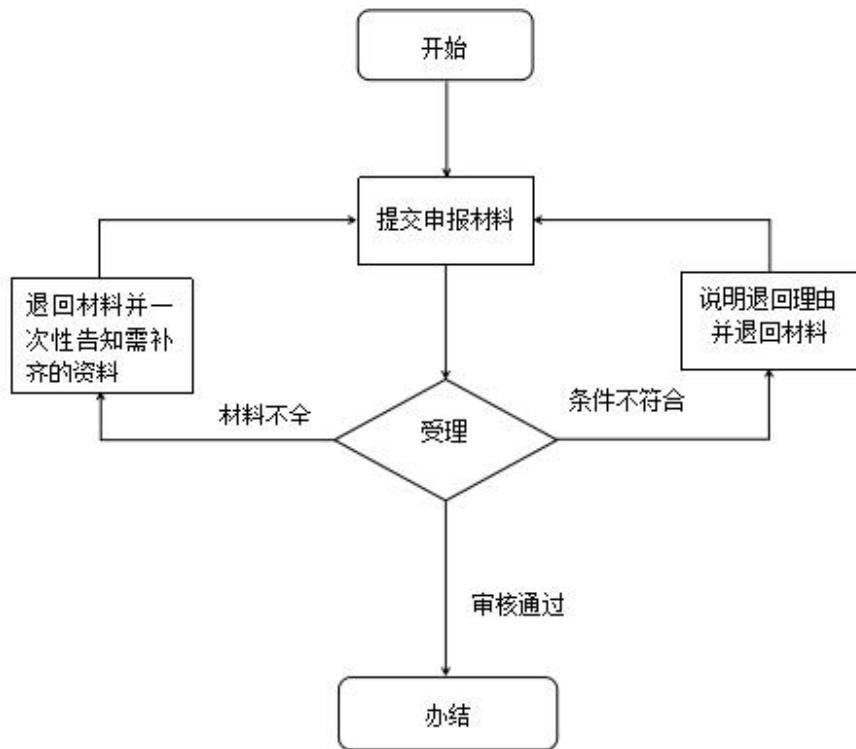 开始
提交申报材料
退回材料并一
次性告知需补
齐的资料
说明退回理由
并退回材料
材料不全
受理
条件不符合
审核通过
办结